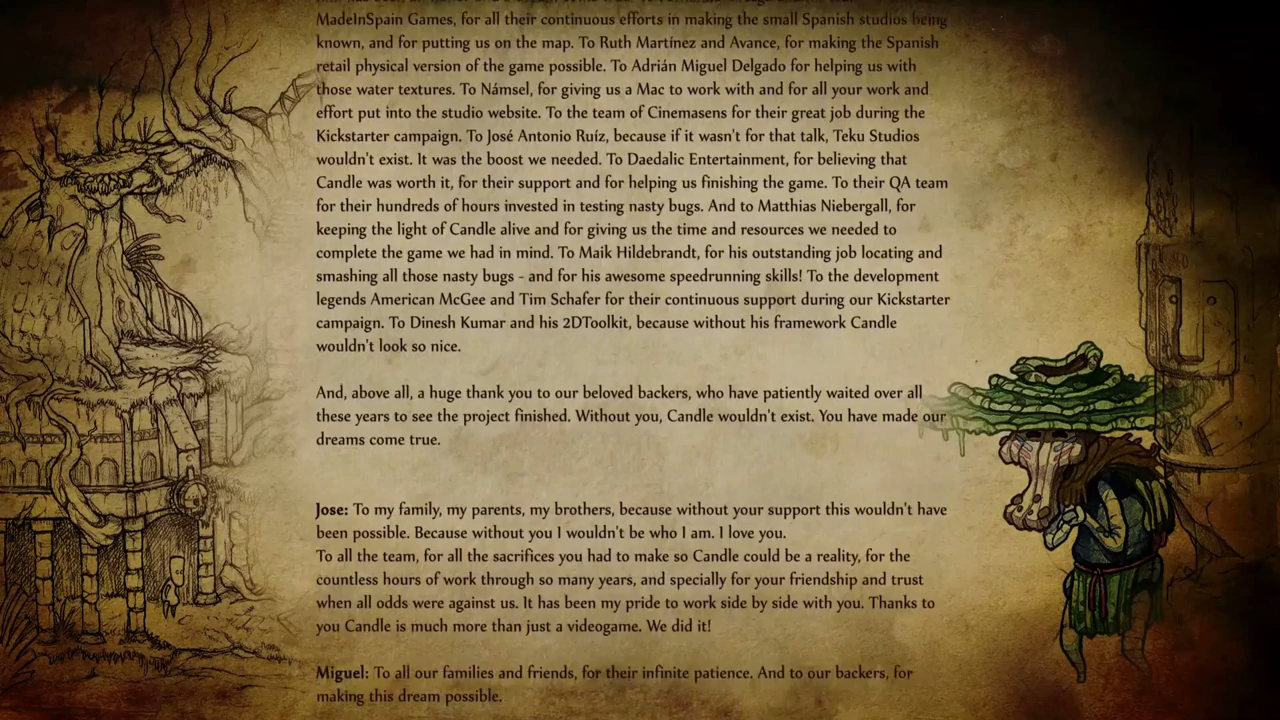 MadeInSpain Games, for all their continuous efforts in making the small Spanish studios being
known, and for putting us on the map. To Ruth Martínez and Avance, for making the Spanish
retail physical version of the game possible. To Adrián Miguel Delgado for helping us with
those water textures. To Námsel, for giving us a Mac to work with and for all your work and
effort put into the studio website. To the team of Cinemasens for their great job during the
Kickstarter campaign. To José Antonio Ruíz, because if it wasn't for that talk, Teku Studios
wouldn't exist. It was the boost we needed. To Daedalic Entertainment, for believing that
Candle was worth it, for their support and for helping us finishing the game. To their QA team
for their hundreds of hours invested in testing nasty bugs. And to Matthias Niebergall, for
keeping the light of Candle alive and for giving us the time and resources we needed to
complete the game we had in mind. To Maik Hildebrandt, for his outstanding job locating and
smashing all those nasty bugs - and for his awesome speedrunning skills! To the development
legends American McGee and Tim Schafer for their continuous support during our Kickstarter
campaign. To Dinesh Kumar and his 2DToolkit, because without his framework Candle
wouldn't look so nice.
And, above all, a huge thank you to our beloved backers, who have patiently waited over all
these years to see the project finished. Without you, Candle wouldn't exist. You have made our
dreams come true.
Jose: To my family, my parents, my brothers, because without your support this wouldn't have
been possible. Because without you I wouldn't be who I am. I love you.
To all the team, for all the sacrifices you had to make so Candle could be a reality, for the
countless hours of work through so many years, and specially for your friendship and trust
when all odds were against us. It has been my pride to work side by side with you. Thanks to
you Candle is much more than just a videogame. We did it!
Miguel: To all our families and friends, for their infinite patience. And to our backers, for
making this dream possible.